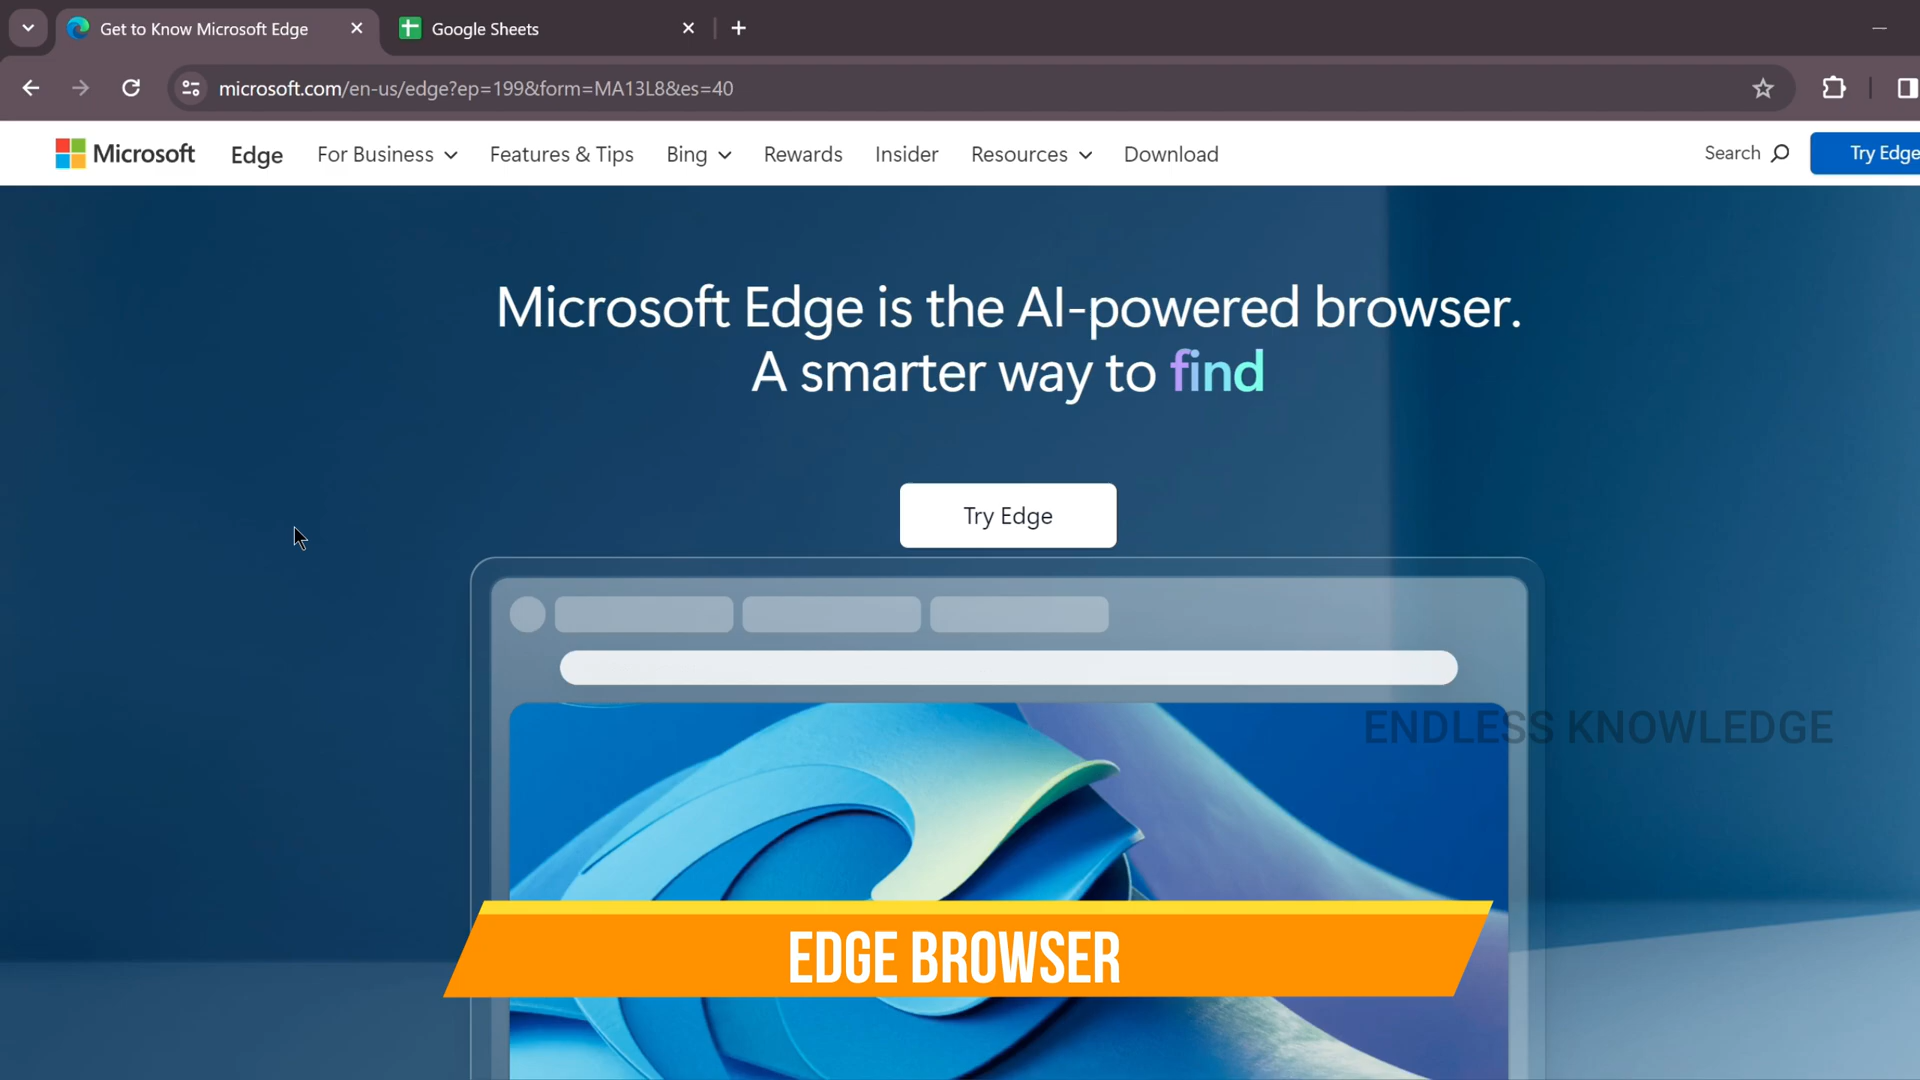 Get to Know Microsoft Edge
Google Sheets
microsoft.com/en-us/edge?ep=199&form=MA13L8&es=40
Microsoft Edge For Business Features & Tips Bing Rewards Insider Resources Download Search Try Edge
Microsoft Edge is the AI-powered browser.
A smarter way to find
Try Edge
ENDLESS KNOWLEDGE
EDGE BROWSER